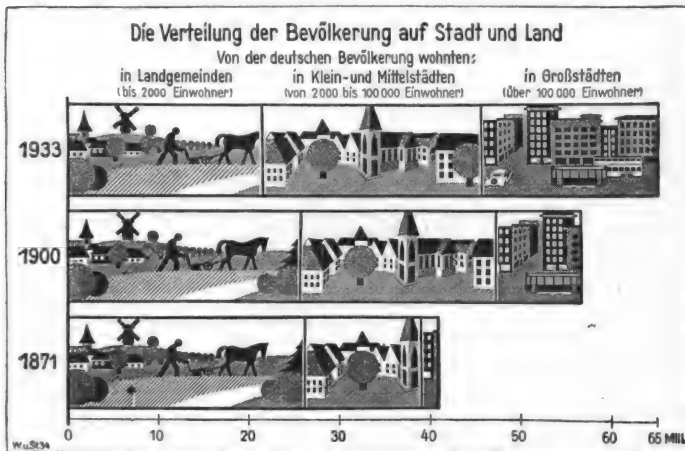 Die Verteilung der Bevölkerung auf Stadt und Land
Von der deutschen Bevölkerung wohnten:
in Landgemeinden in Klein- und Mittelstädten in Großstädten
(bis 2000 Einwohner) (von 2000 bis 100 000 Einwohner) (über 100 000 Einwohner)
1933
1900
1871
0 10 20 30 40 50 60 65 Mill.
W.u.St.34